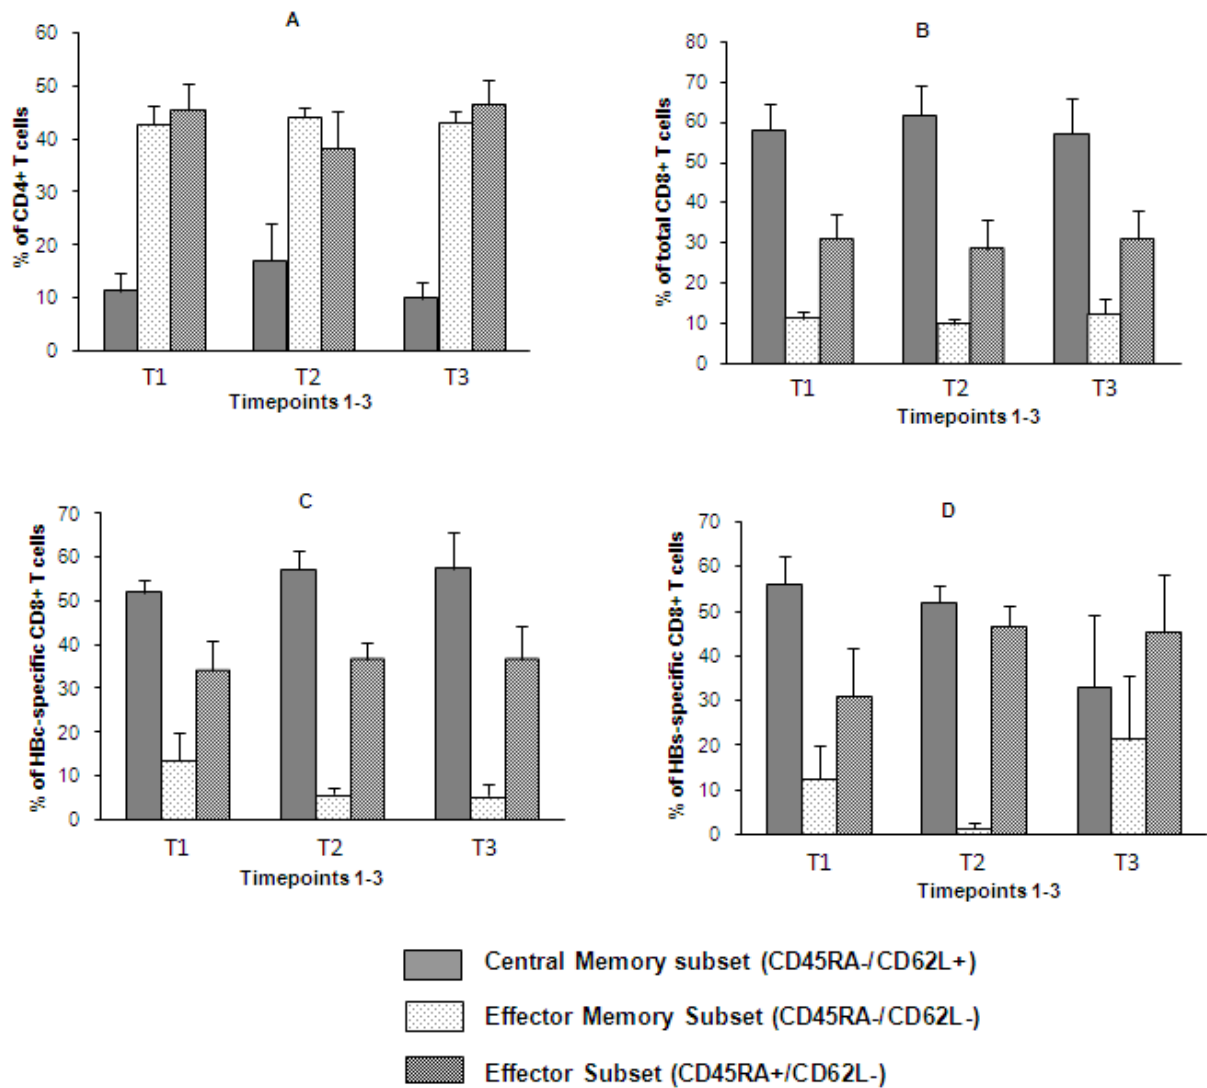 A
% of CD4+ T cells
60
50
40
30
20
10
0
T1 T2 T3
Timepoints 1-3
B
% of total CD8+ T cells
80
70
60
50
40
30
20
10
0
T1 T2 T3
Timepoints 1-3
C
% of HBc-specific CD8+ T cells
70
60
50
40
30
20
10
0
T1 T2 T3
Timepoints 1-3
D
% of HBs-specific CD8+ T cells
70
60
50
40
30
20
10
0
T1 T2 T3
Timepoints 1-3
Central Memory subset (CD45RA-/CD62L+)
Effector Memory Subset (CD45RA-/CD62L-)
Effector Subset (CD45RA+/CD62L-)